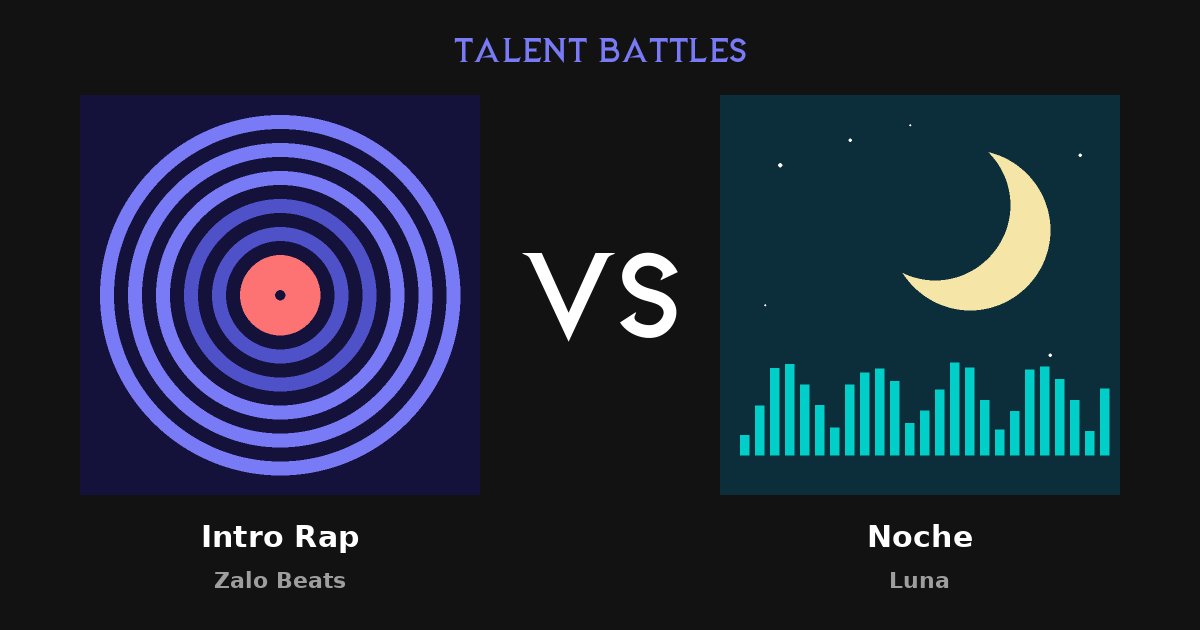 TALENT BATTLES
VS
Intro Rap
Zalo Beats
Noche
Luna